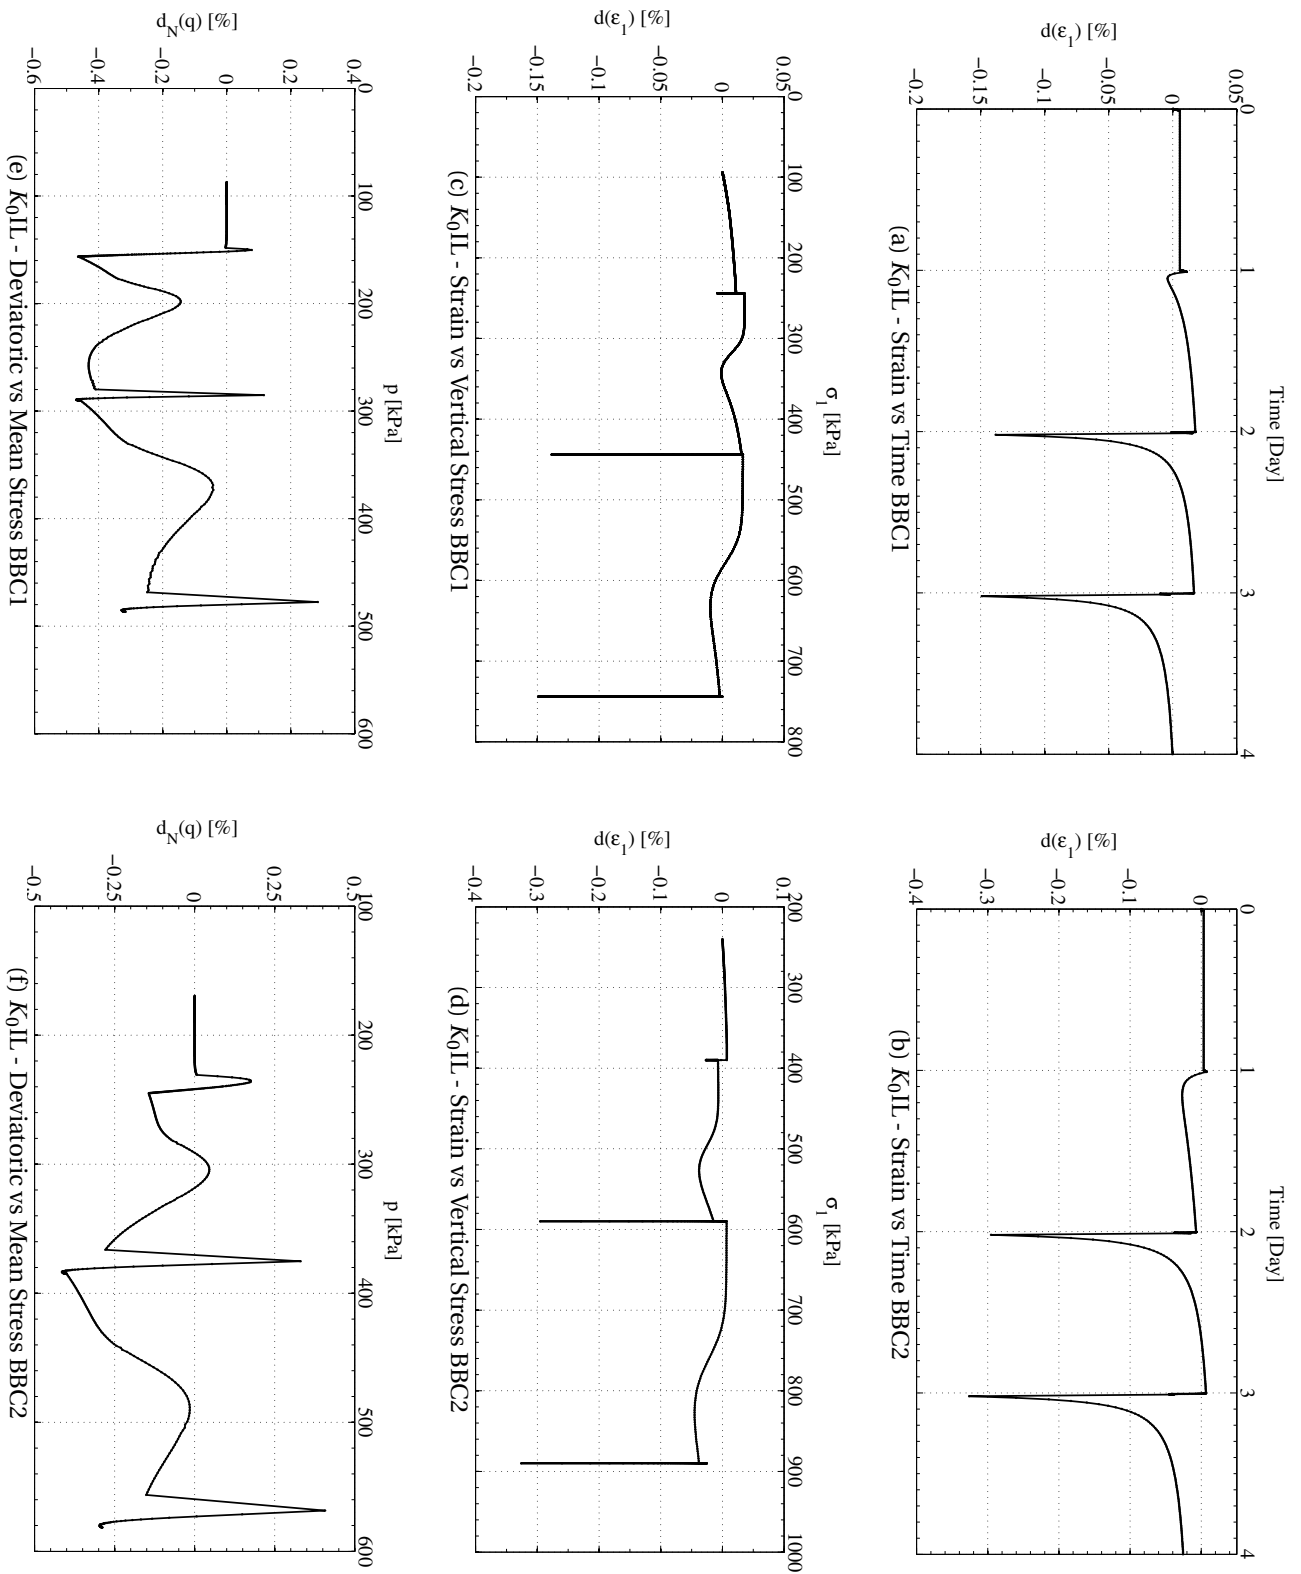 Time [Day]
0 1 2 3 4
d(ε₁) [%]
0.05
0
−0.05
−0.1
−0.15
−0.2
(a) K₀IL - Strain vs Time BBC1
Time [Day]
0 1 2 3 4
d(ε₁) [%]
0
−0.1
−0.2
−0.3
−0.4
(b) K₀IL - Strain vs Time BBC2
σ₁ [kPa]
0 100 200 300 400 500 600 700 800
d(ε₁) [%]
0.05
0
−0.05
−0.1
−0.15
−0.2
(c) K₀IL - Strain vs Vertical Stress BBC1
σ₁ [kPa]
200 300 400 500 600 700 800 900 1000
d(ε₁) [%]
0.1
0
−0.1
−0.2
−0.3
−0.4
(d) K₀IL - Strain vs Vertical Stress BBC2
p [kPa]
0 100 200 300 400 500 600
d_N(q) [%]
0.4
0.2
0
−0.2
−0.4
−0.6
(e) K₀IL - Deviatoric vs Mean Stress BBC1
p [kPa]
100 200 300 400 500 600
d_N(q) [%]
0.5
0.25
0
−0.25
−0.5
(f) K₀IL - Deviatoric vs Mean Stress BBC2